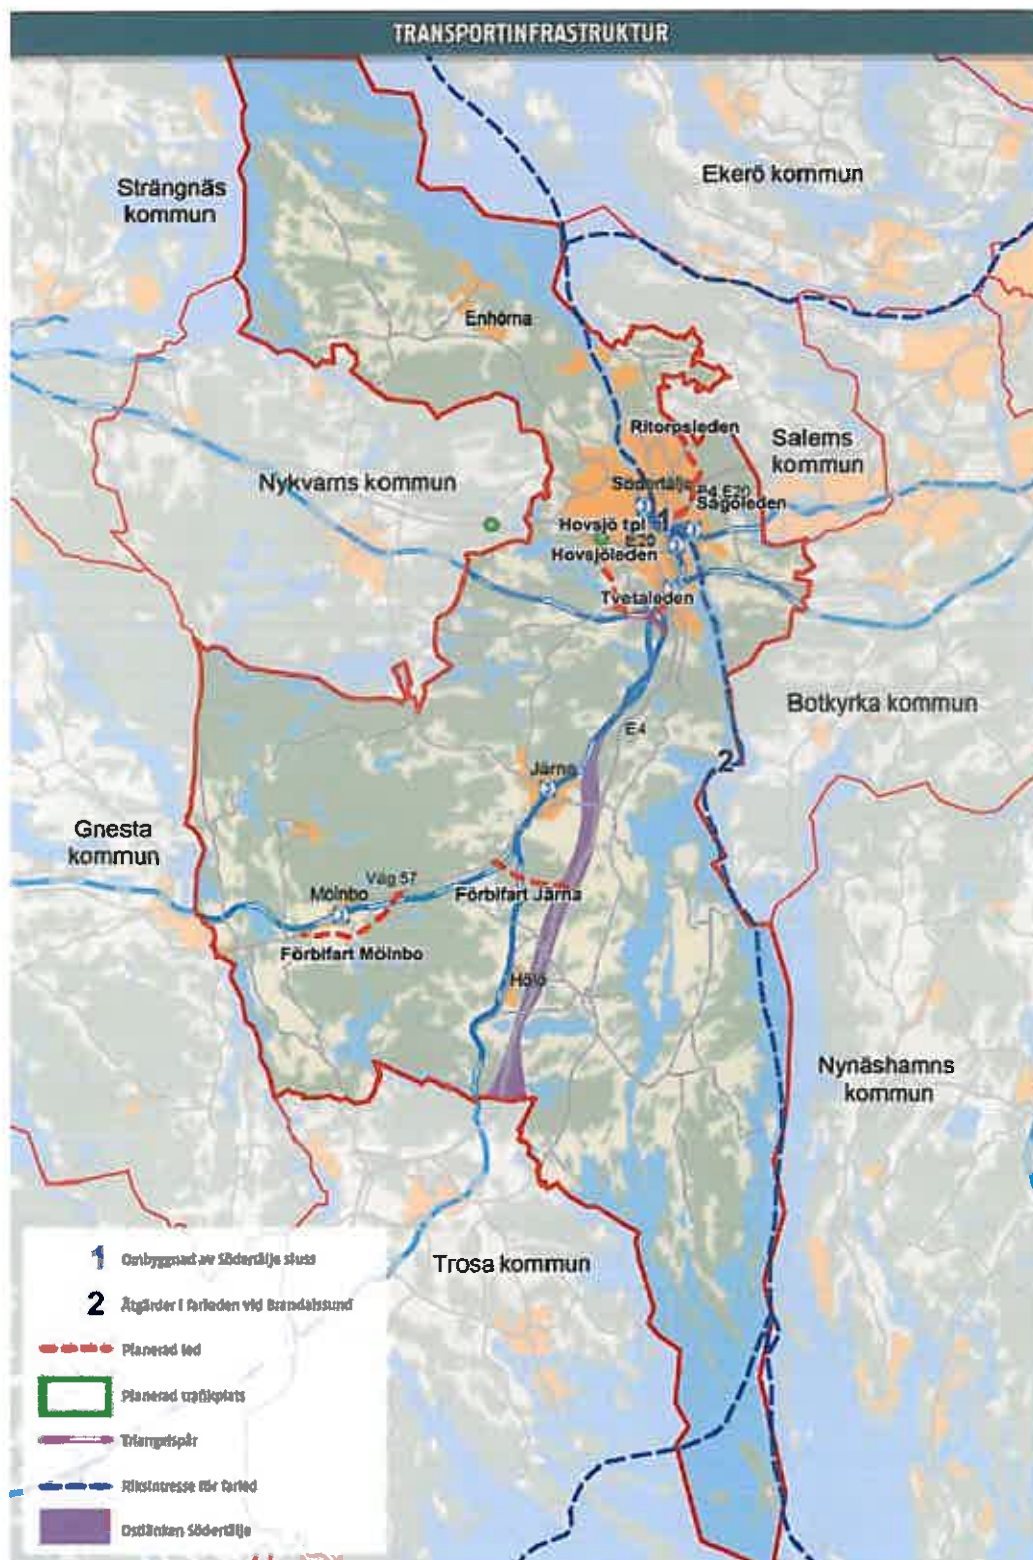 TRANSPORTINFRASTRUKTUR
Ekerö kommun
Strängnäs
kommun
Enhörna
Ritorpsleden
Salems
kommun
Nykvarns kommun
Södertälje
E4 E20
Sagöleden
Hovsjö tpl
1
E20
Hovsjöleden
Tvetaleden
Botkyrka kommun
E4
2
Järna
Gnesta
kommun
Väg 57
Mölnbo
Förbifart Järna
Förbifart Mölnbo
Hölö
Nynäshamns
kommun
Trosa kommun
1 Ombyggnad av Södertälje sluss
2 Åtgärder i farleden vid Brandalssund
Planerad led
Planerad trafikplats
Triangelspår
Riksintresse för farled
Ostlänken Södertälje